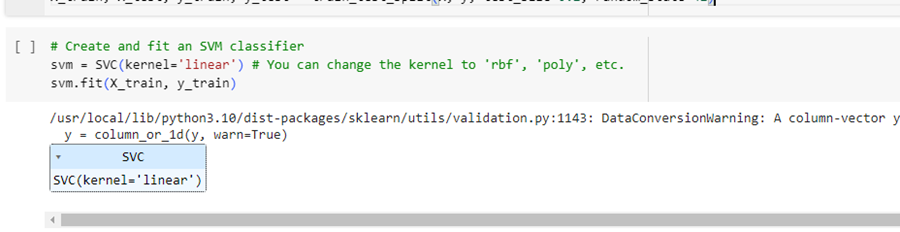 [ ] # Create and fit an SVM classifier
svm = SVC(kernel='linear') # You can change the kernel to 'rbf', 'poly', etc.
svm.fit(X_train, y_train)
/usr/local/lib/python3.10/dist-packages/sklearn/utils/validation.py:1143: DataConversionWarning: A column-vector y
y = column_or_1d(y, warn=True)
SVC
SVC(kernel='linear')